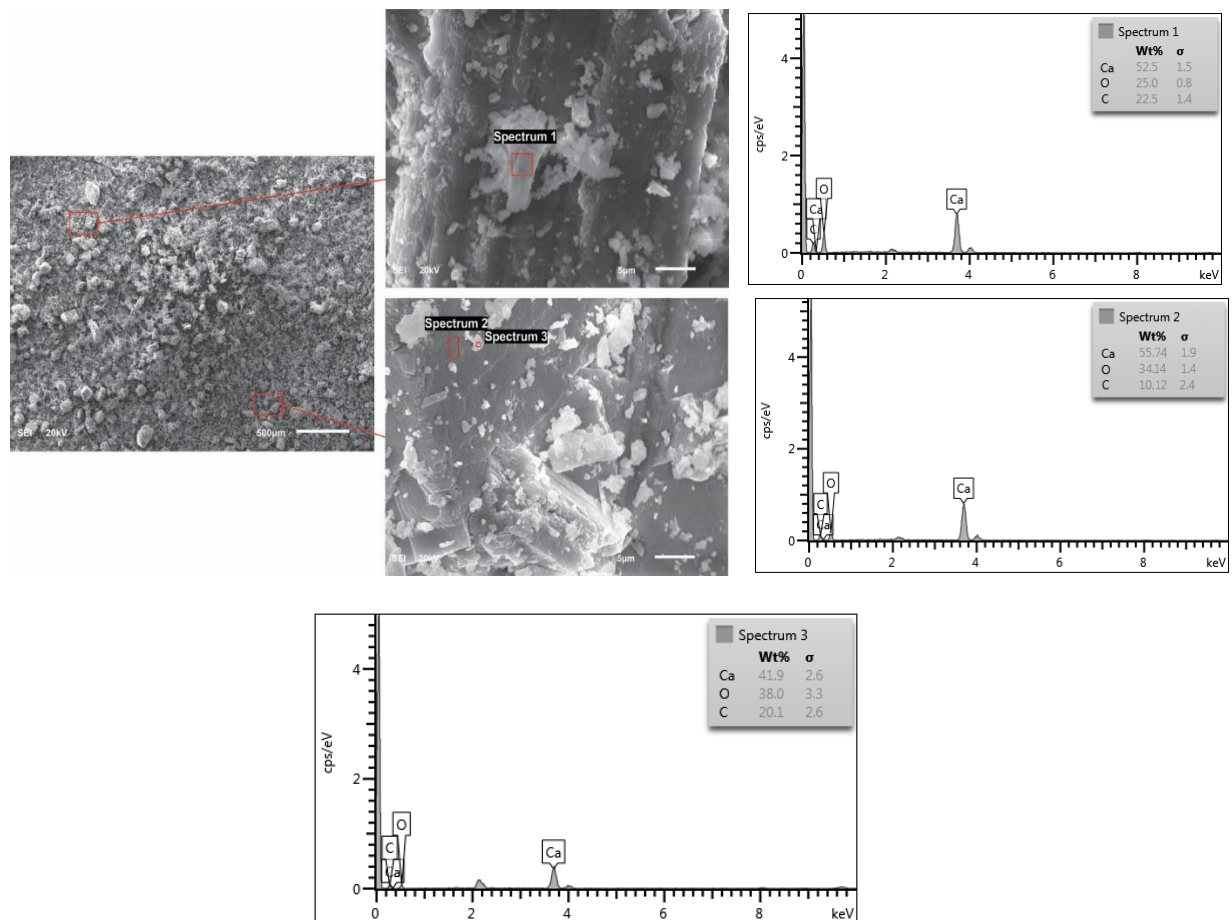 SEI 20kV 500µm
Spectrum 1
SEI 20kV 5µm
Spectrum 2
Spectrum 3
SEI 20kV 5µm
Spectrum 1
Wt% σ
Ca 52.5 1.5
O 25.0 0.8
C 22.5 1.4
cps/eV
4
2
0
O
Ca
C
Ca
0 2 4 6 8 keV
Spectrum 2
Wt% σ
Ca 55.74 1.9
O 34.14 1.4
C 10.12 2.4
cps/eV
4
2
0
O
C
Ca
Ca
0 2 4 6 8 keV
Spectrum 3
Wt% σ
Ca 41.9 2.6
O 38.0 3.3
C 20.1 2.6
cps/eV
4
2
0
O
C
Ca
Ca
0 2 4 6 8 keV